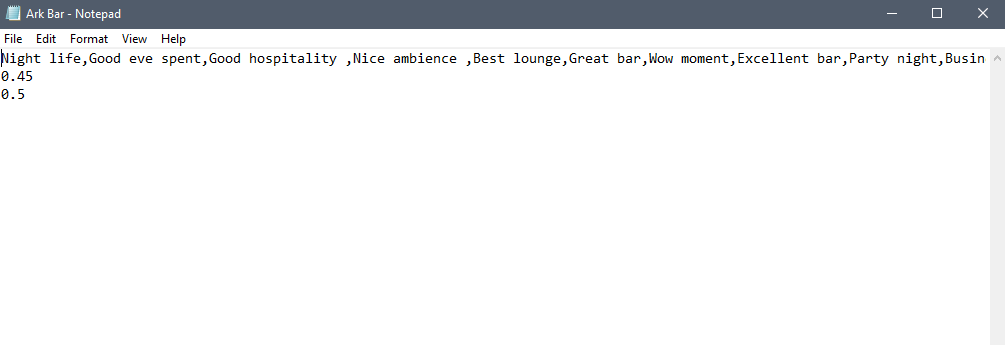 Ark Bar - Notepad
File Edit Format View Help
Night life,Good eve spent,Good hospitality ,Nice ambience ,Best lounge,Great bar,Wow moment,Excellent bar,Party night,Busin
0.45
0.5